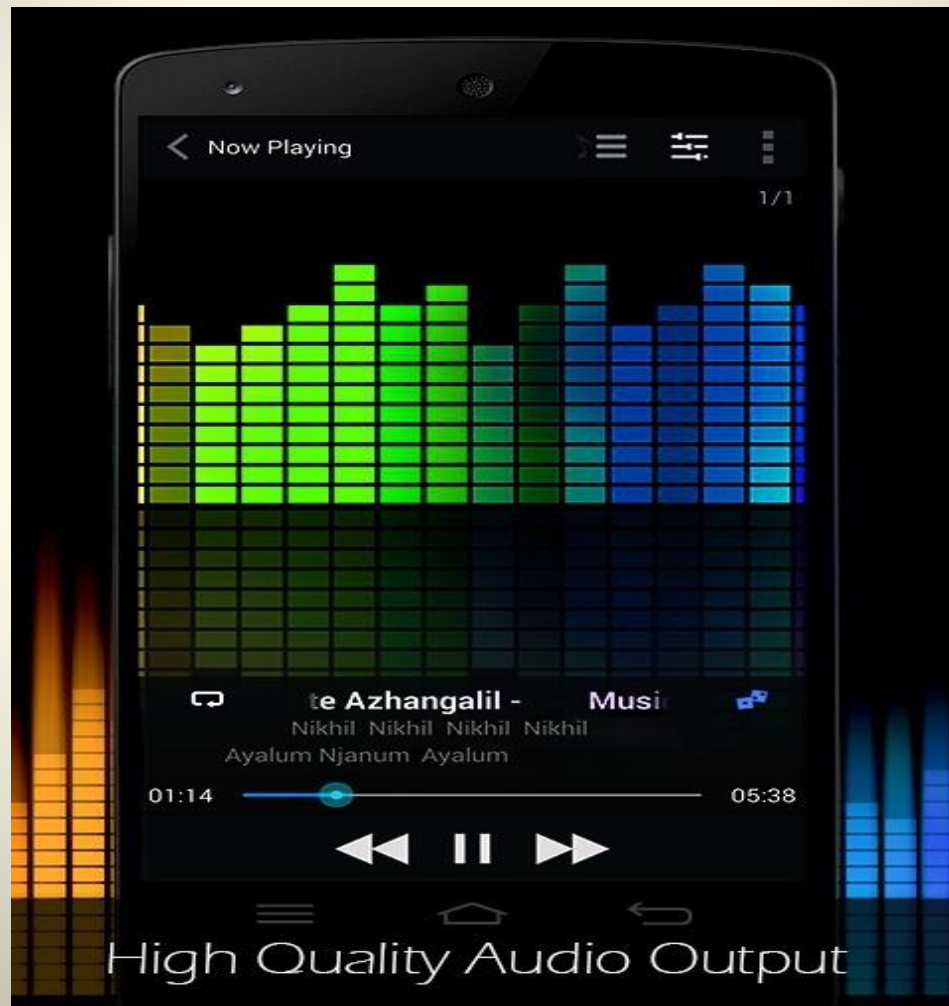 Now Playing
1/1
te Azhangalil - Music
Nikhil Nikhil Nikhil Nikhil
Ayalum Njanum Ayalum
01:14 05:38
High Quality Audio Output